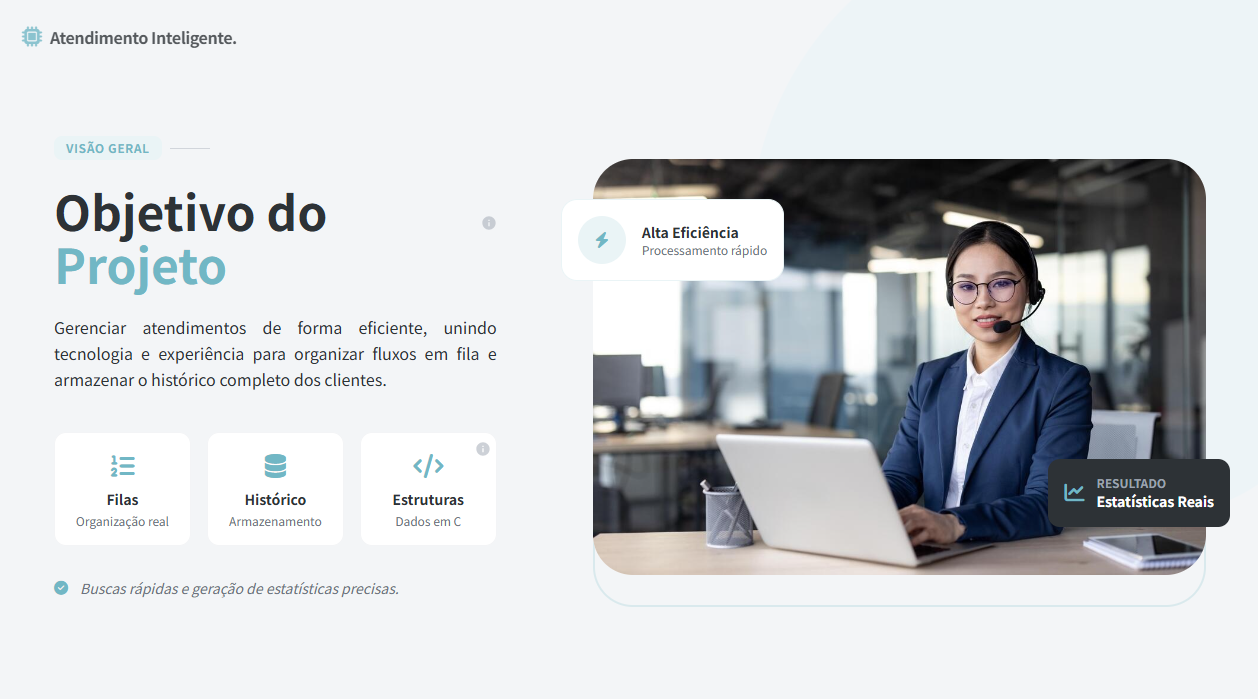 Atendimento Inteligente.
VISÃO GERAL
Objetivo do
Projeto
Gerenciar atendimentos de forma eficiente, unindo
tecnologia e experiência para organizar fluxos em fila e
armazenar o histórico completo dos clientes.
Filas
Organização real
Histórico
Armazenamento
Estruturas
Dados em C
Buscas rápidas e geração de estatísticas precisas.
Alta Eficiência
Processamento rápido
RESULTADO
Estatísticas Reais